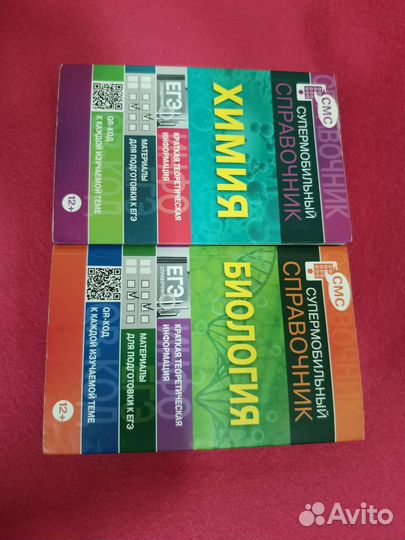 СМС
СУПЕРМОБИЛЬНЫЙ
СПРАВОЧНИК
ХИМИЯ
ЕГЭ
КРАТКАЯ ТЕОРЕТИЧЕСКАЯ
ИНФОРМАЦИЯ
МАТЕРИАЛЫ
ДЛЯ ПОДГОТОВКИ К ЕГЭ
QR-КОД
К КАЖДОЙ ИЗУЧАЕМОЙ ТЕМЕ
12+
СМС
СУПЕРМОБИЛЬНЫЙ
СПРАВОЧНИК
БИОЛОГИЯ
ЕГЭ
СПРАВОЧНИК
КРАТКАЯ ТЕОРЕТИЧЕСКАЯ
ИНФОРМАЦИЯ
МАТЕРИАЛЫ
ДЛЯ ПОДГОТОВКИ К ЕГЭ
QR-КОД
К КАЖДОЙ ИЗУЧАЕМОЙ ТЕМЕ
12+
Avito